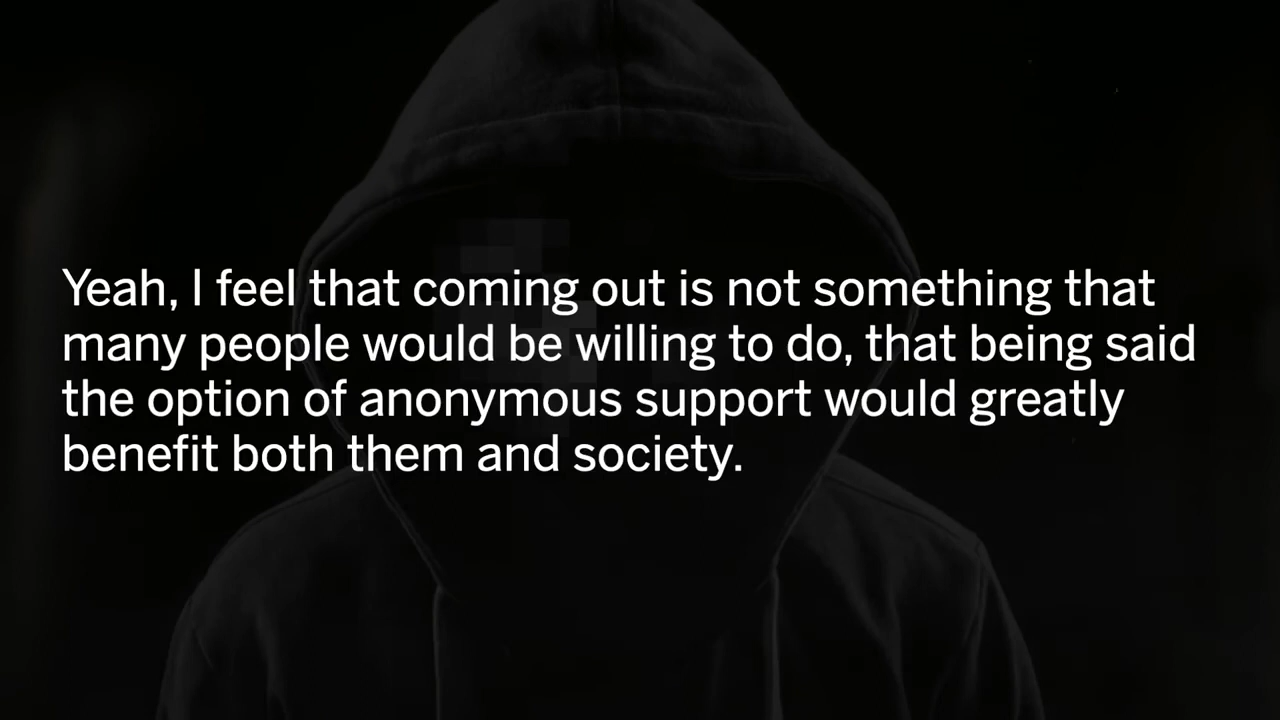 Yeah, I feel that coming out is not something that
many people would be willing to do, that being said
the option of anonymous support would greatly
benefit both them and society.